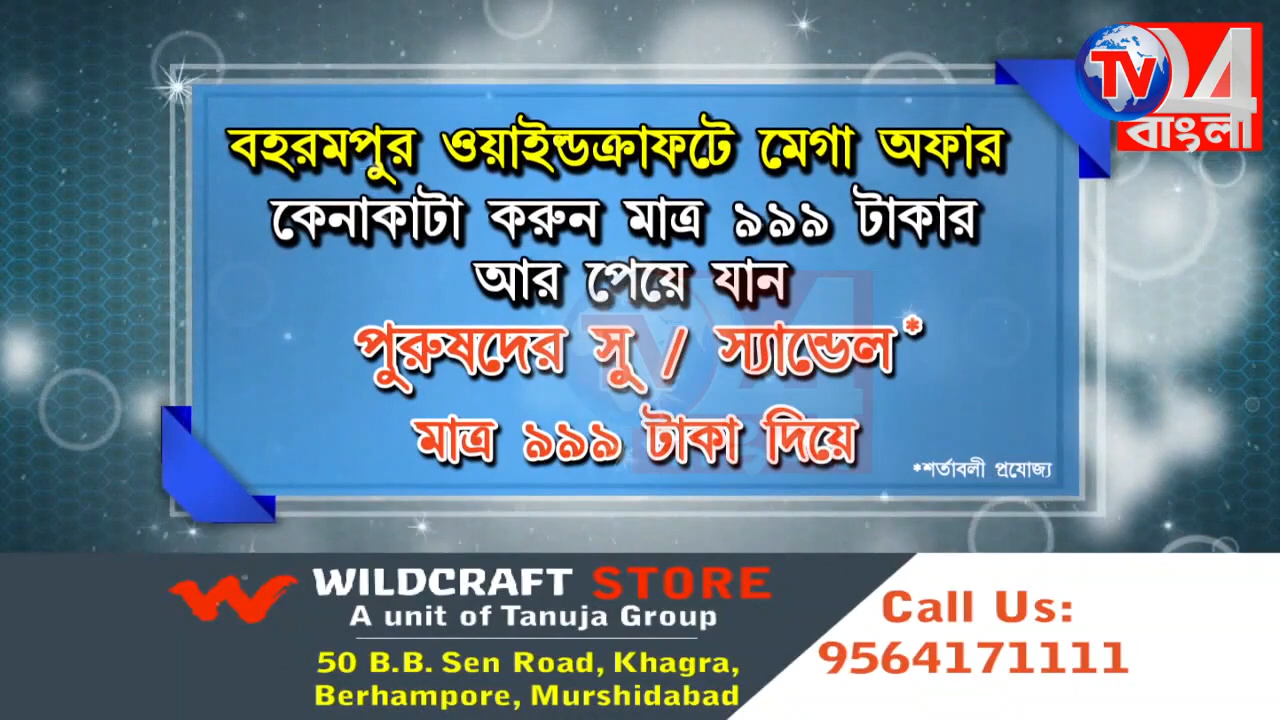 TV 24
বাংলা
বহরমপুর ওয়াইল্ডক্রাফটে মেগা অফার
কেনাকাটা করুন মাত্র ৯৯৯ টাকার
আর পেয়ে যান
পুরুষদের সু / স্যান্ডেল*
মাত্র ৯৯৯ টাকা দিয়ে
*শর্তাবলী প্রযোজ্য
WILDCRAFT STORE
A unit of Tanuja Group
50 B.B. Sen Road, Khagra,
Berhampore, Murshidabad
Call Us:
9564171111